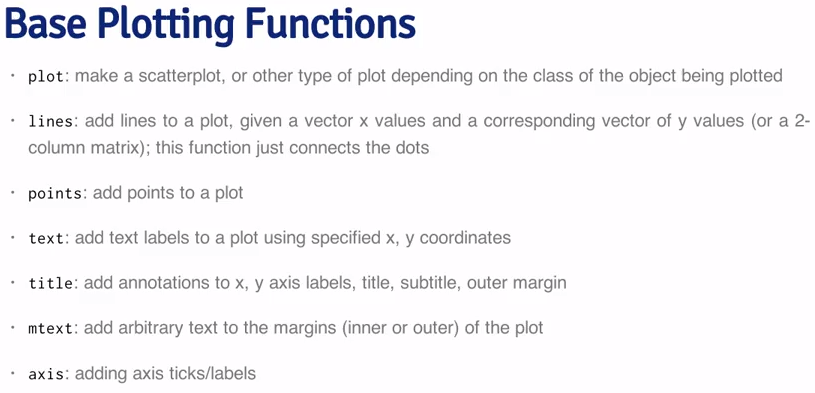 Base Plotting Functions
· plot: make a scatterplot, or other type of plot depending on the class of the object being plotted
· lines: add lines to a plot, given a vector x values and a corresponding vector of y values (or a 2-
column matrix); this function just connects the dots
· points: add points to a plot
· text: add text labels to a plot using specified x, y coordinates
· title: add annotations to x, y axis labels, title, subtitle, outer margin
· mtext: add arbitrary text to the margins (inner or outer) of the plot
· axis: adding axis ticks/labels